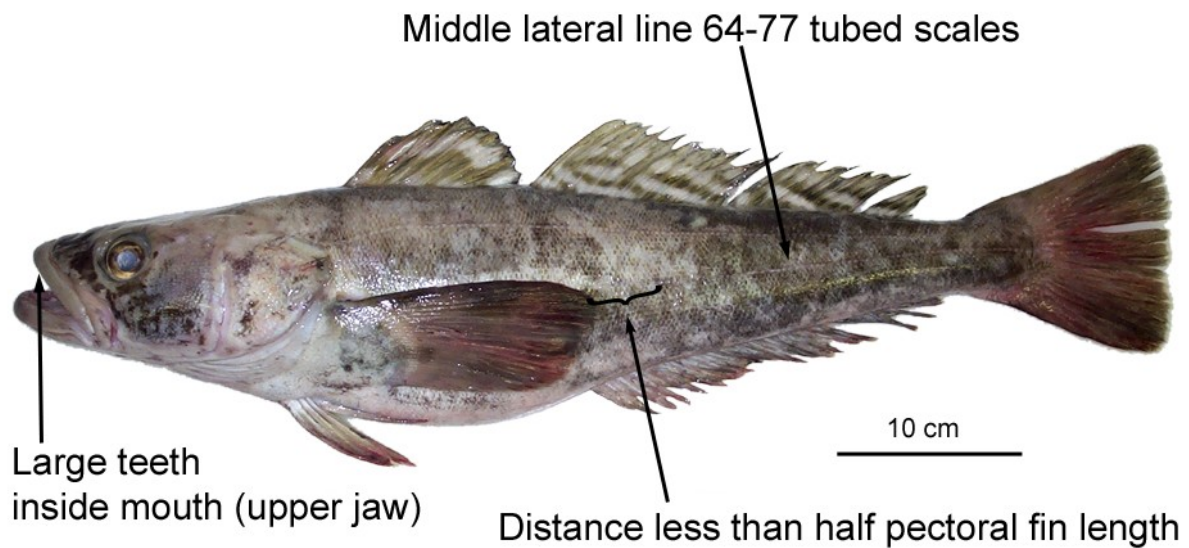 Middle lateral line 64-77 tubed scales
10 cm
Large teeth
inside mouth (upper jaw)
Distance less than half pectoral fin length